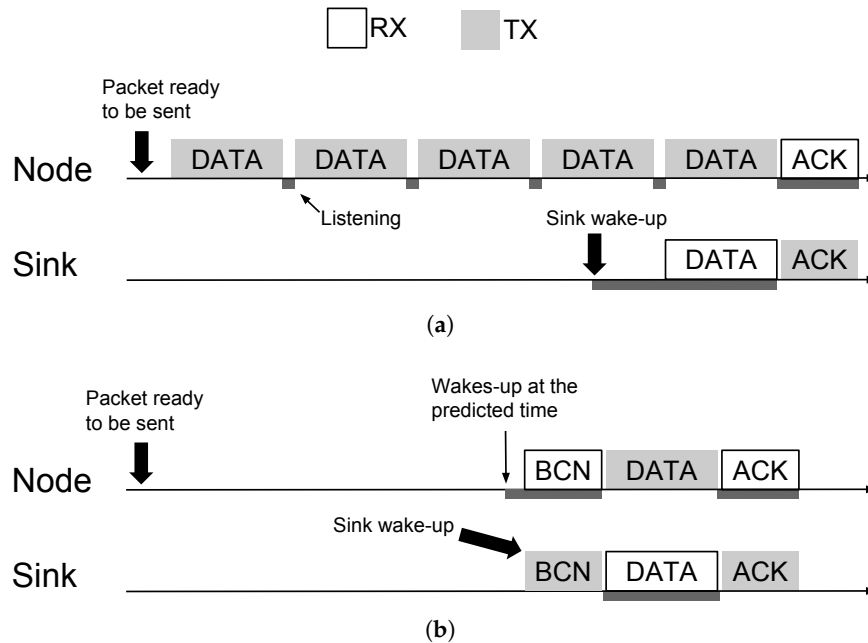 RX TX
Packet ready
to be sent
Node DATA DATA DATA DATA DATA ACK
Listening
Sink wake-up
Sink DATA ACK
(a)
Packet ready
to be sent
Wakes-up at the
predicted time
Node BCN DATA ACK
Sink wake-up
Sink BCN DATA ACK
(b)